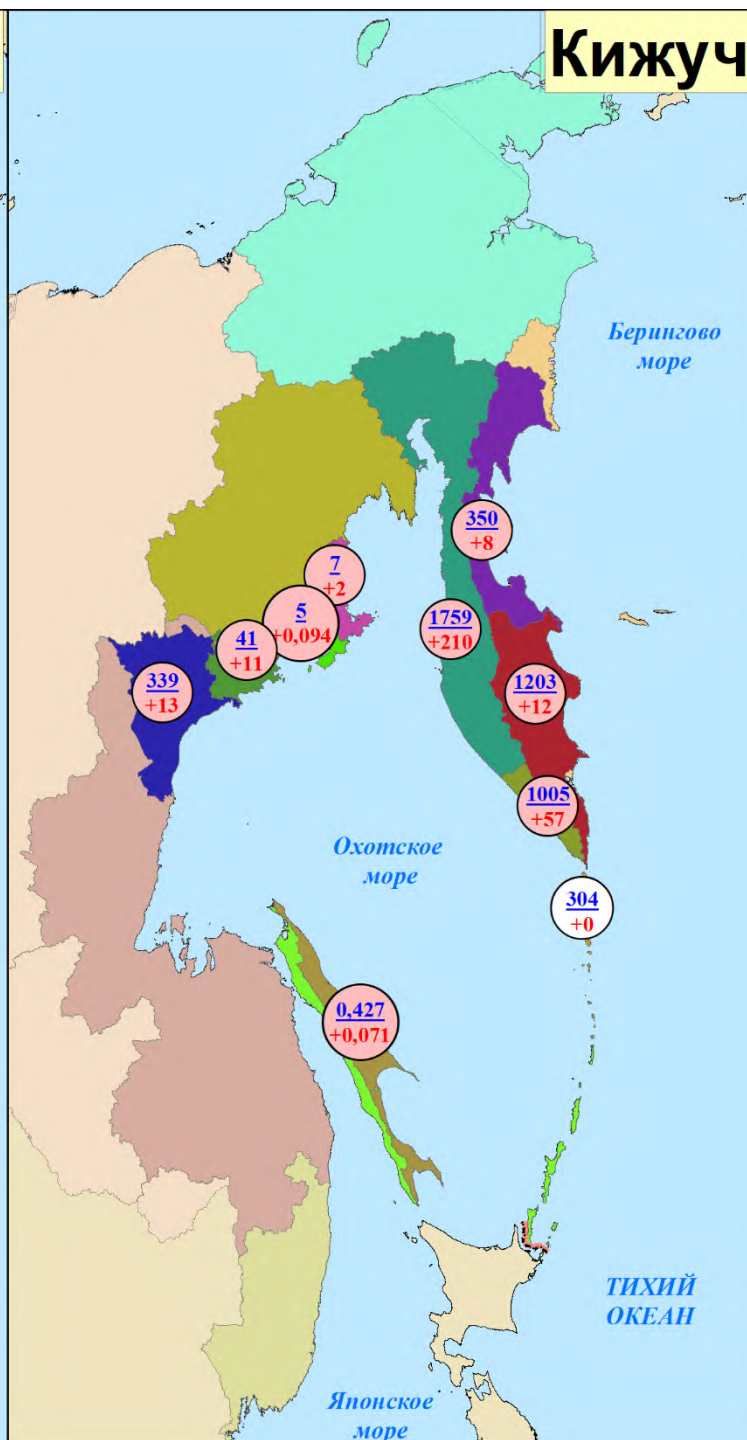 Кижуч
Берингово
море
350
+8
7
+2
5
+0,094
1759
+210
41
+11
339
+13
1203
+12
1005
+57
Охотское
море
304
+0
0,427
+0,071
ТИХИЙ
ОКЕАН
Японское
море